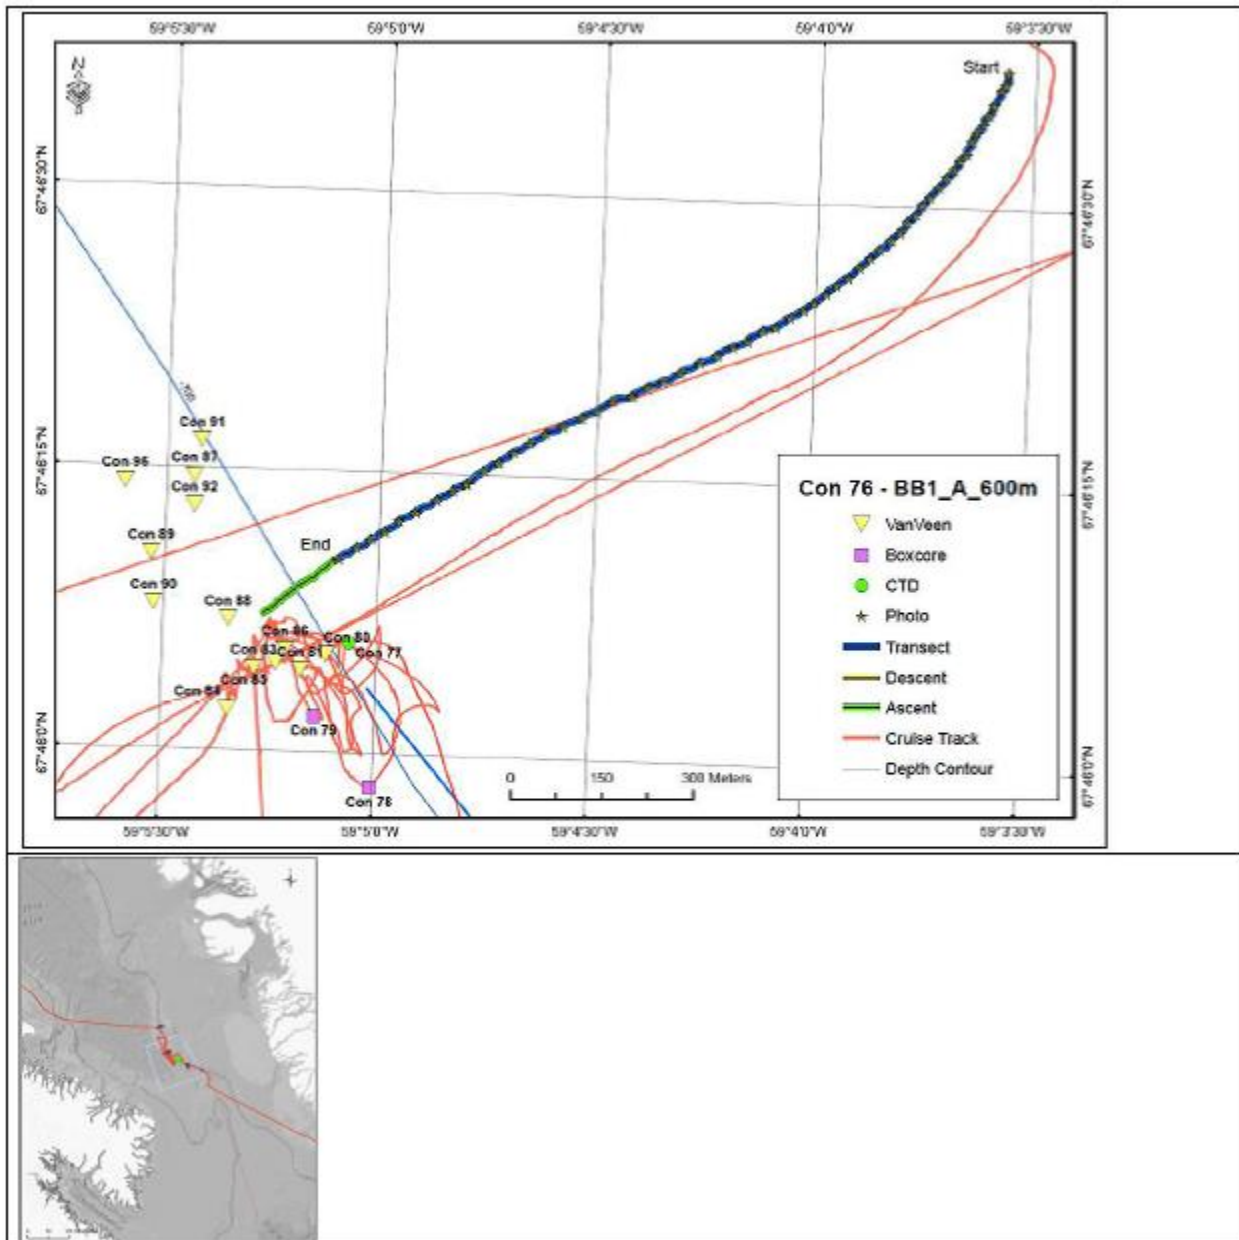 59°5'30"W 59°5'0"W 59°4'30"W 59°4'0"W 59°3'30"W
N
Start
67°46'30"N
67°46'30"N
Con 91
Con 96
Con 87
Con 92
67°46'15"N
67°46'15"N
Con 76 - BB1_A_600m
VanVeen
Boxcore
CTD
Photo
Transect
Descent
Ascent
Cruise Track
Depth Contour
End
Con 89
Con 90
Con 88
Con 86
Con 80
Con 83
Con 81
Con 77
Con 85
Con 84
Con 79
67°46'0"N
67°46'0"N
0 150 300 Meters
Con 78
59°5'30"W 59°5'0"W 59°4'30"W 59°4'0"W 59°3'30"W